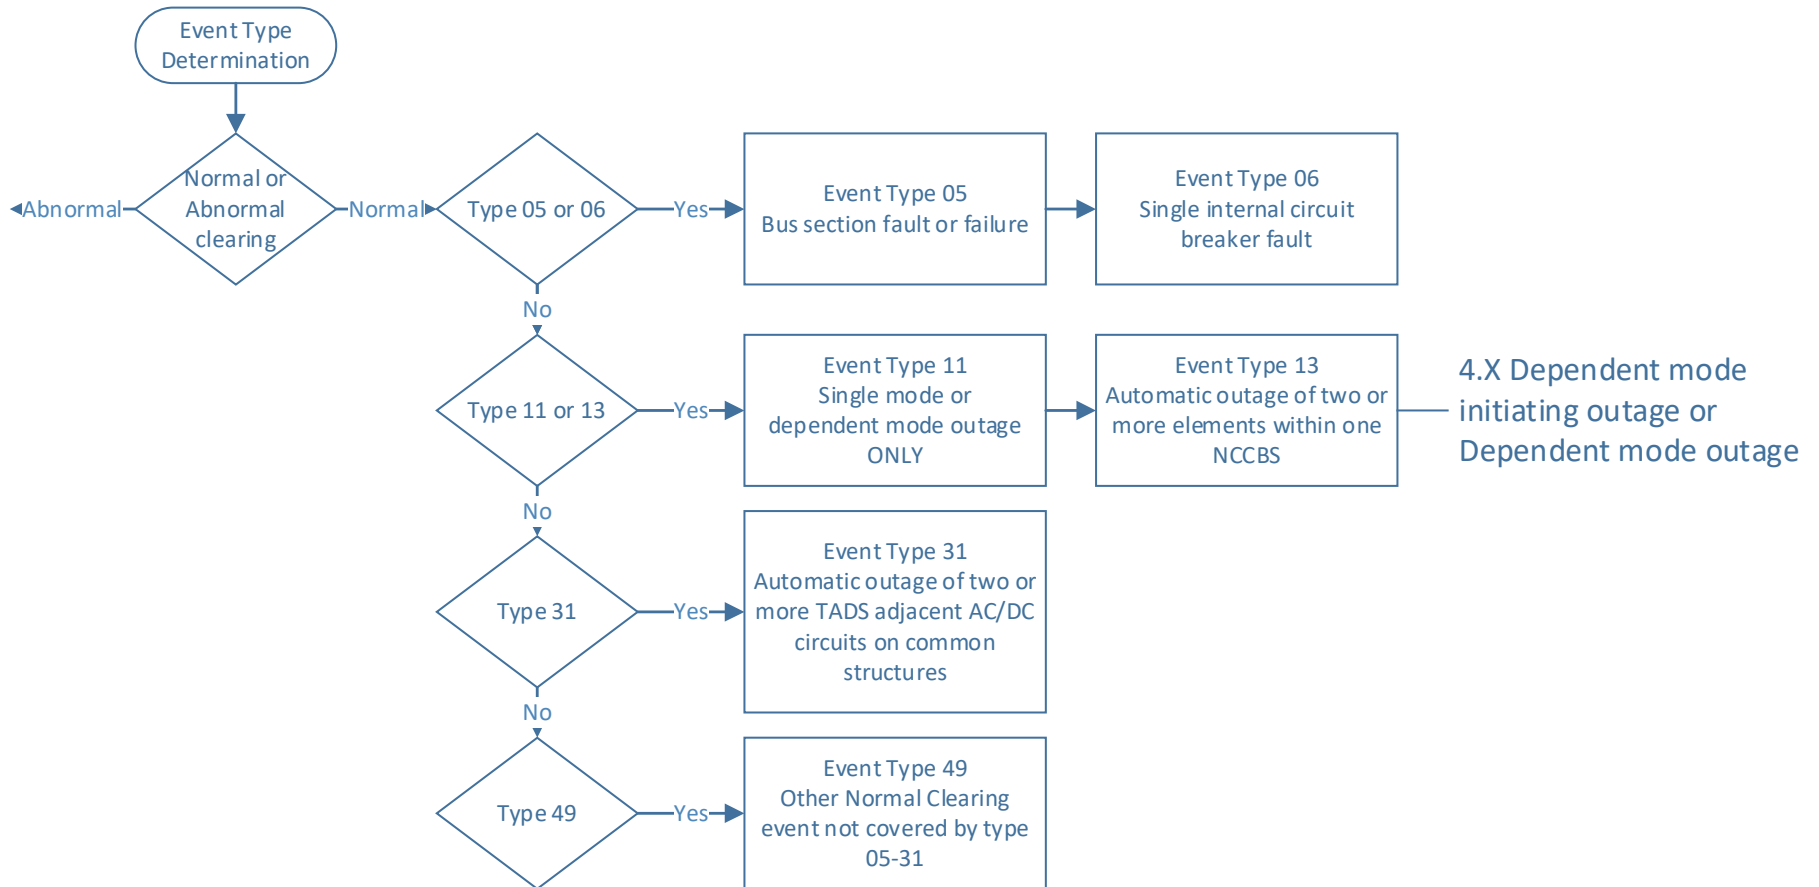 Event Type
Determination
Normal or
Abnormal
clearing
Abnormal
Normal
Type 05 or 06
Yes
Event Type 05
Bus section fault or failure
Event Type 06
Single internal circuit
breaker fault
No
Type 11 or 13
Yes
Event Type 11
Single mode or
dependent mode outage
ONLY
Event Type 13
Automatic outage of two or
more elements within one
NCCBS
4.X Dependent mode
initiating outage or
Dependent mode outage
No
Type 31
Yes
Event Type 31
Automatic outage of two or
more TADS adjacent AC/DC
circuits on common
structures
No
Type 49
Yes
Event Type 49
Other Normal Clearing
event not covered by type
05-31